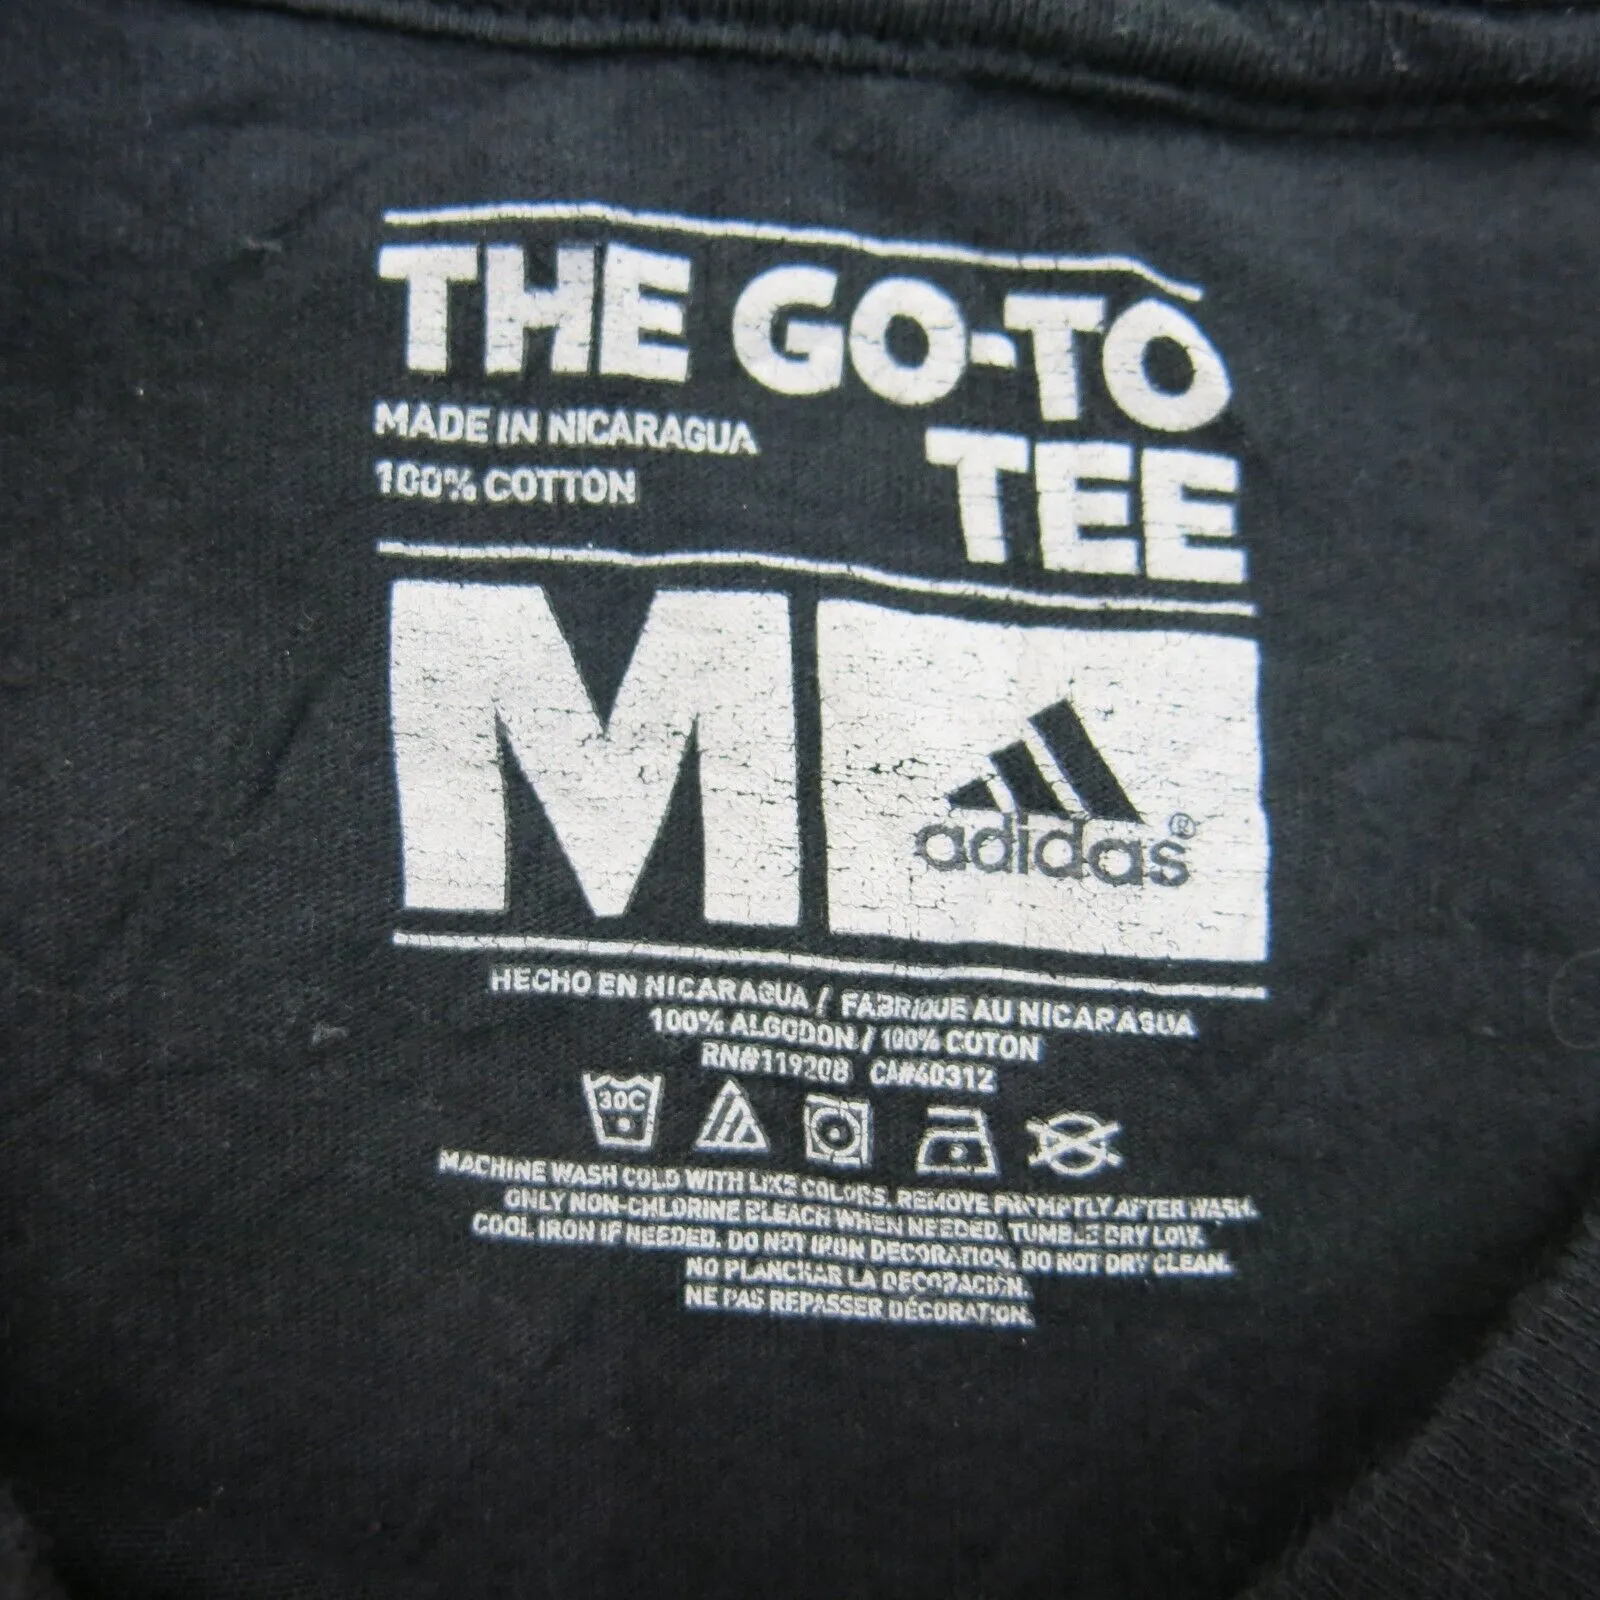 THE GO-TO
TEE
MADE IN NICARAGUA
100% COTTON
M
adidas®
HECHO EN NICARAGUA / FABRIQUE AU NICARAGUA
100% ALGODON / 100% COTON
RN#119208 CA#40312
30C
MACHINE WASH COLD WITH LIKE COLORS. REMOVE PROMPTLY AFTER WASH.
ONLY NON-CHLORINE BLEACH WHEN NEEDED. TUMBLE DRY LOW.
COOL IRON IF NEEDED. DO NOT IRON DECORATION. DO NOT DRY CLEAN.
NO PLANCHAR LA DECORACIÓN.
NE PAS REPASSER DÉCORATION.